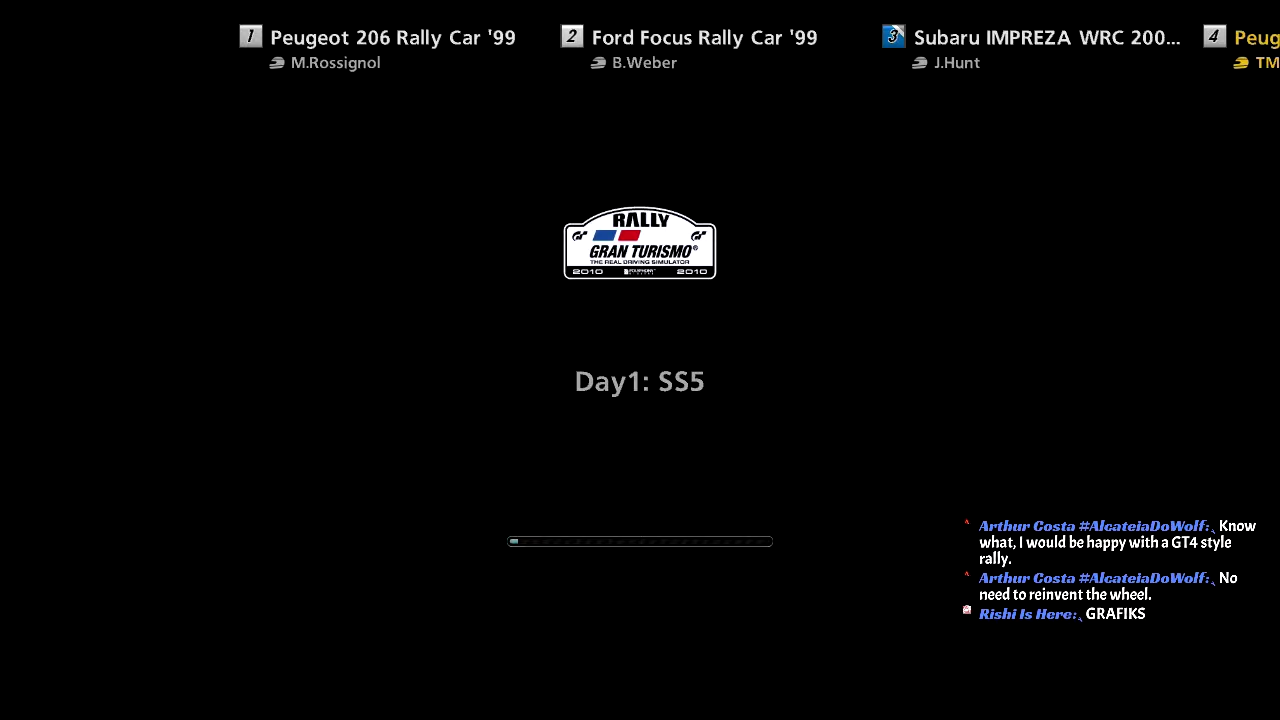 1 Peugeot 206 Rally Car '99
M.Rossignol
2 Ford Focus Rally Car '99
B.Weber
3 Subaru IMPREZA WRC 200...
J.Hunt
4 Peug
TM
RALLY
GRAN TURISMO®
THE REAL DRIVING SIMULATOR
2010 2010
Day1: SS5
Arthur Costa #AlcateiaDoWolf: Know
what, I would be happy with a GT4 style
rally.
Arthur Costa #AlcateiaDoWolf: No
need to reinvent the wheel.
Rishi Is Here: GRAFIKS